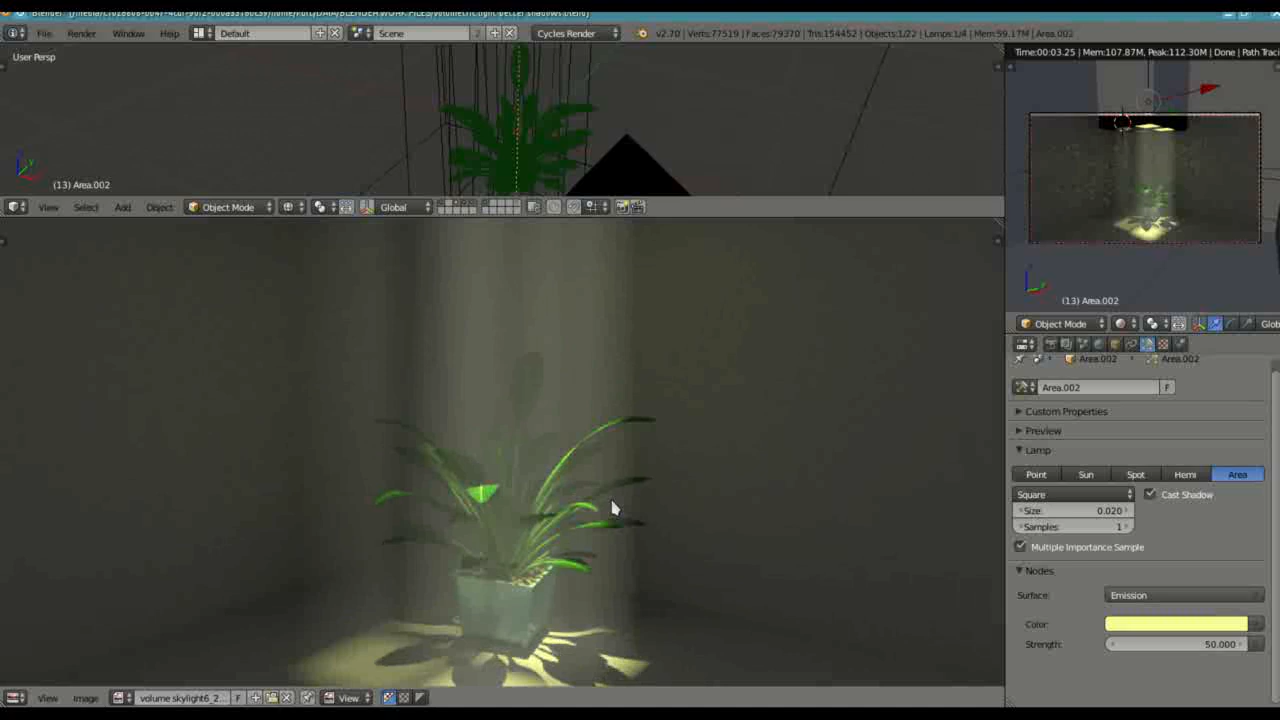 File Render Window Help Default Scene 2 Cycles Render v2.70 | Verts:77519 | Faces:79370 | Tris:154452 | Objects:1/22 | Lamps:1/4 | Mem:59.17M | Area.002
User Persp
Time:00:03.25 | Mem:107.87M, Peak:112.30M | Done | Path Trac
(13) Area.002
View Select Add Object Object Mode Global
(13) Area.002
Object Mode Glob
Area.002 Area.002
Area.002 F
Custom Properties
Preview
Lamp
Point Sun Spot Hemi Area
Square Cast Shadow
Size: 0.020
Samples: 1
Multiple Importance Sample
Nodes
Surface: Emission
Color:
Strength: 50.000
View Image volume skylight6_2... F View